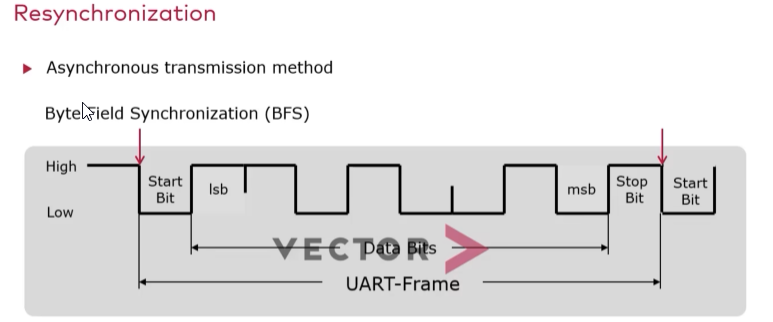 Resynchronization
Asynchronous transmission method
Byte Field Synchronization (BFS)
High
Start Bit
lsb
msb
Stop Bit
Start Bit
Low
VECTOR
Data Bits
UART-Frame